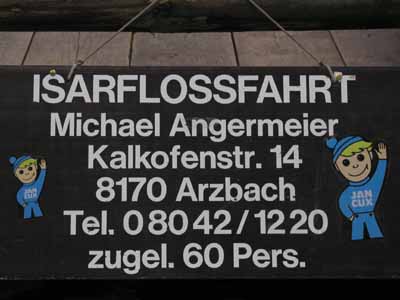 ISARFLOSSFAHRT
Michael Angermeier
Kalkofenstr. 14
8170 Arzbach
Tel. 08042/1220
zugel. 60 Pers.
JAN
CUX
JAN
CUX